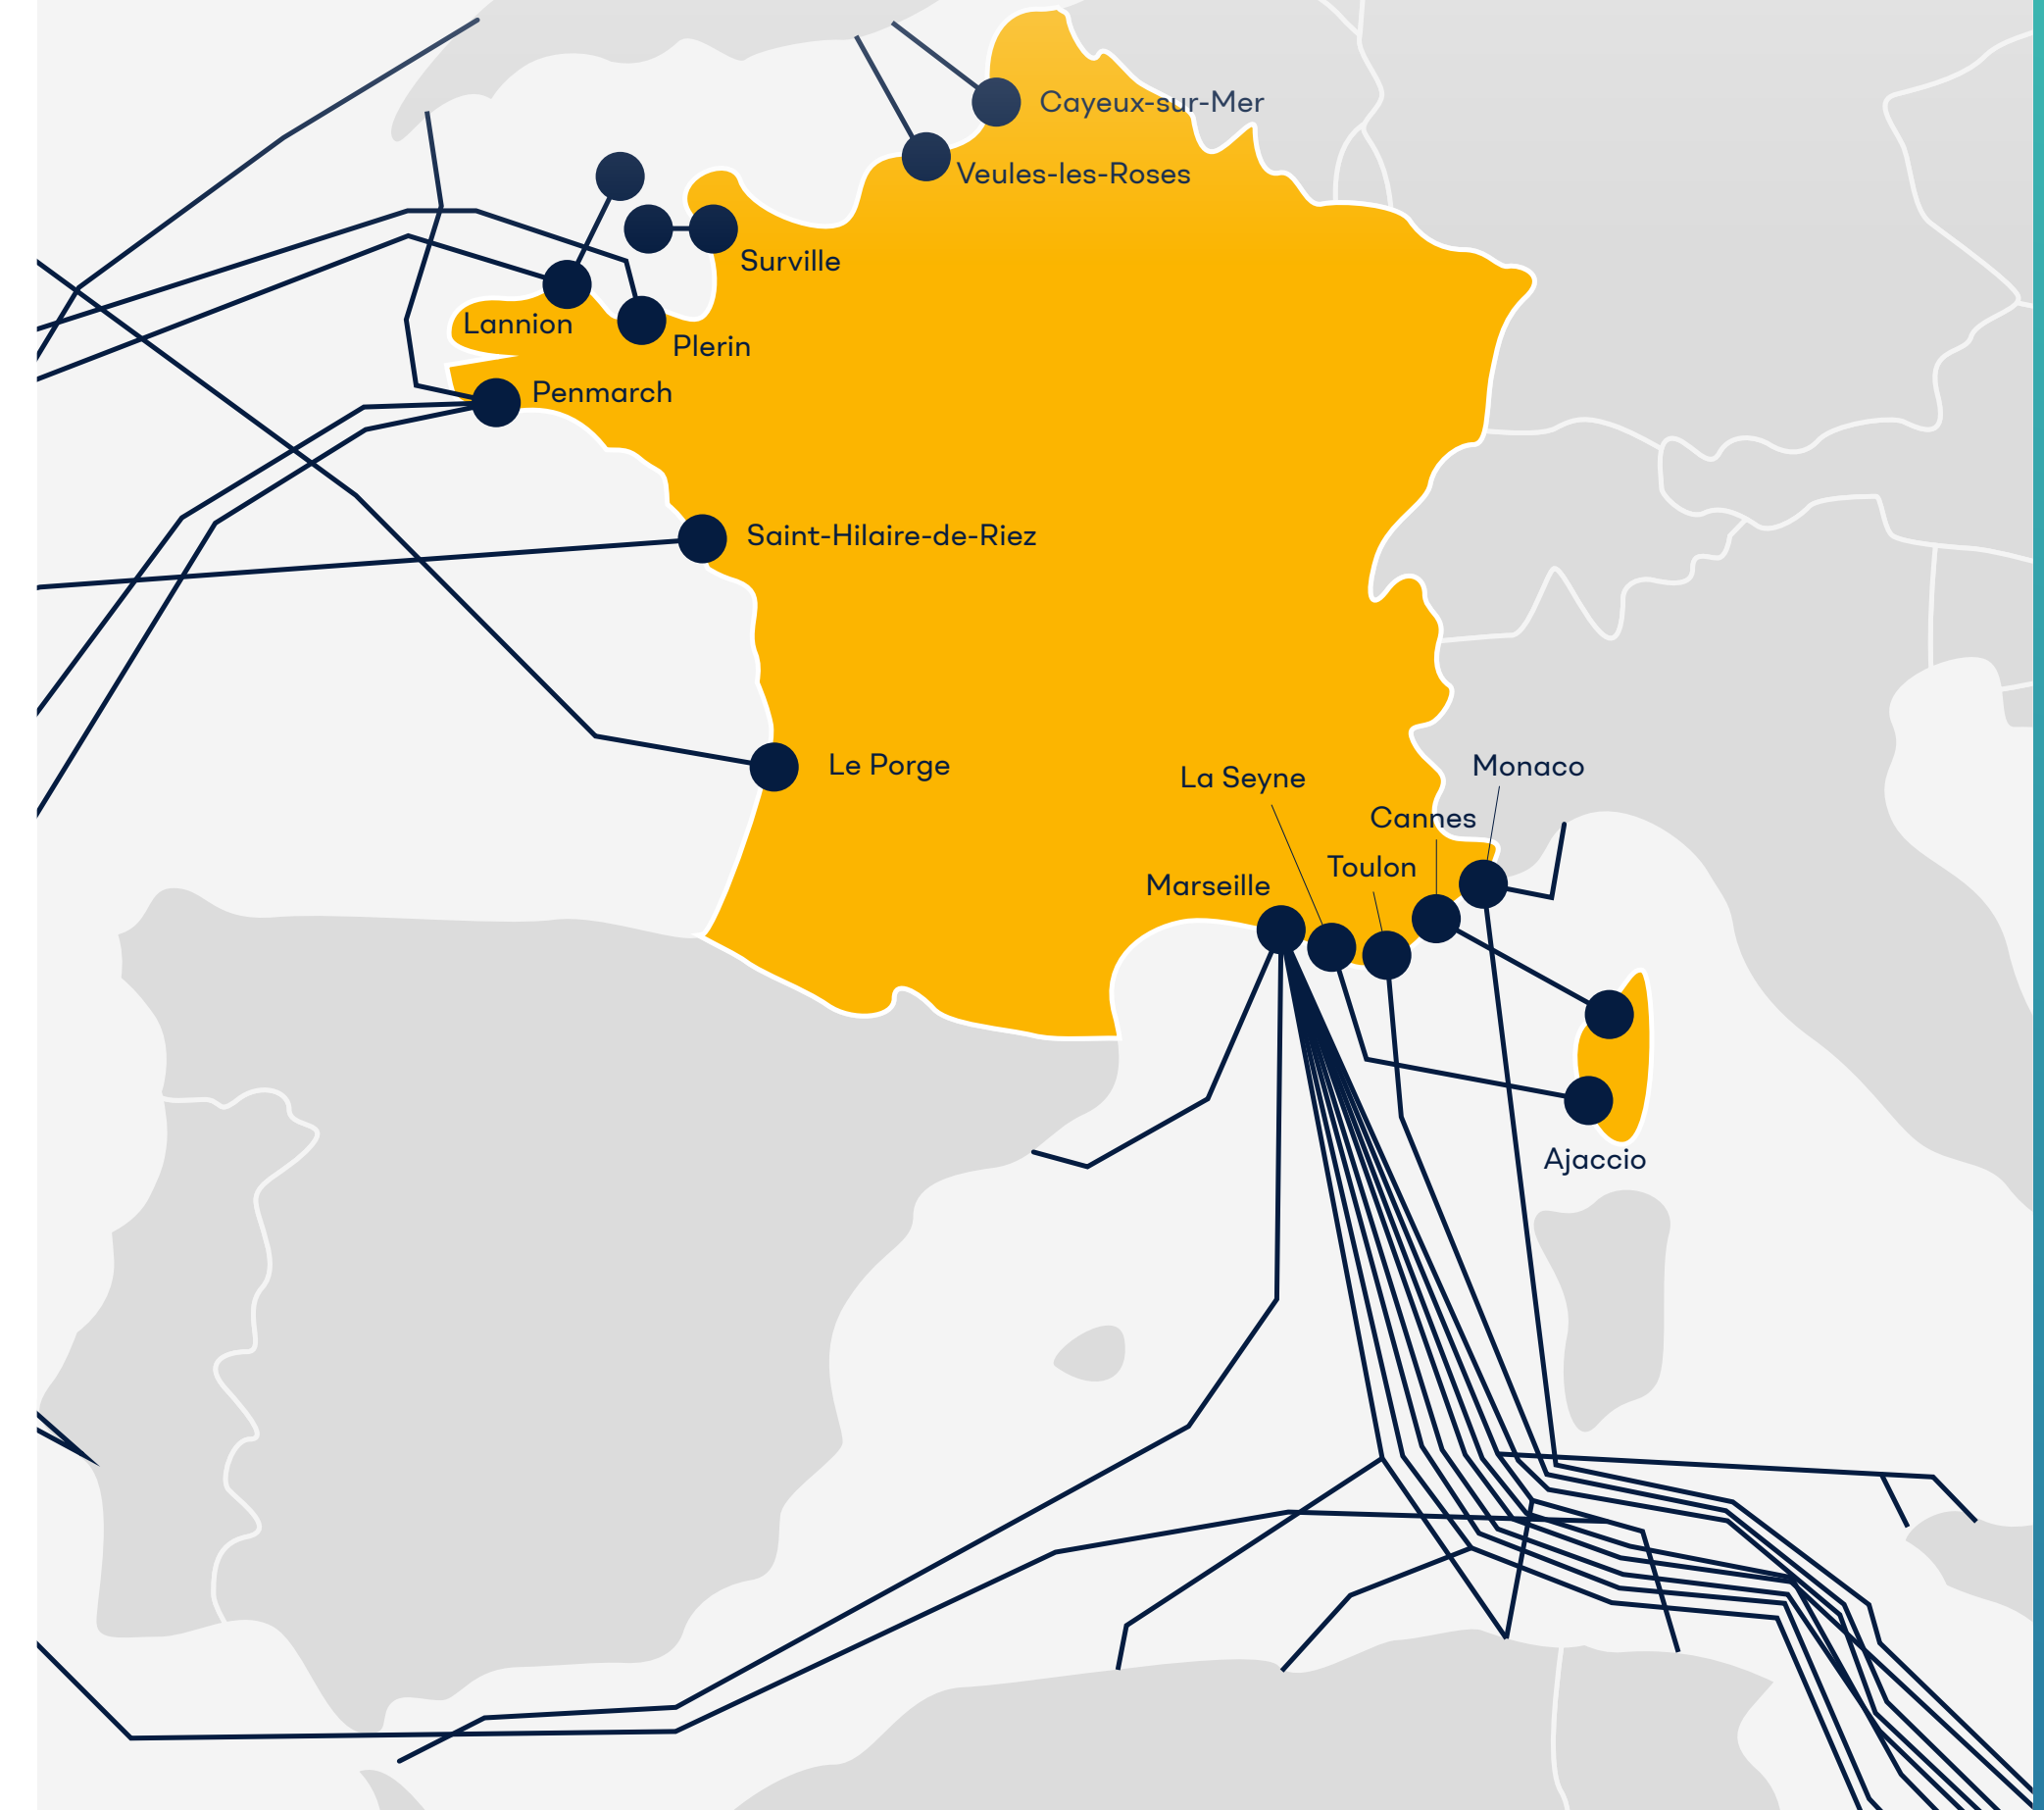 Cayeux-sur-Mer
Veules-les-Roses
Surville
Lannion
Plerin
Penmarch
Saint-Hilaire-de-Riez
Le Porge
Monaco
La Seyne
Cannes
Toulon
Marseille
Ajaccio